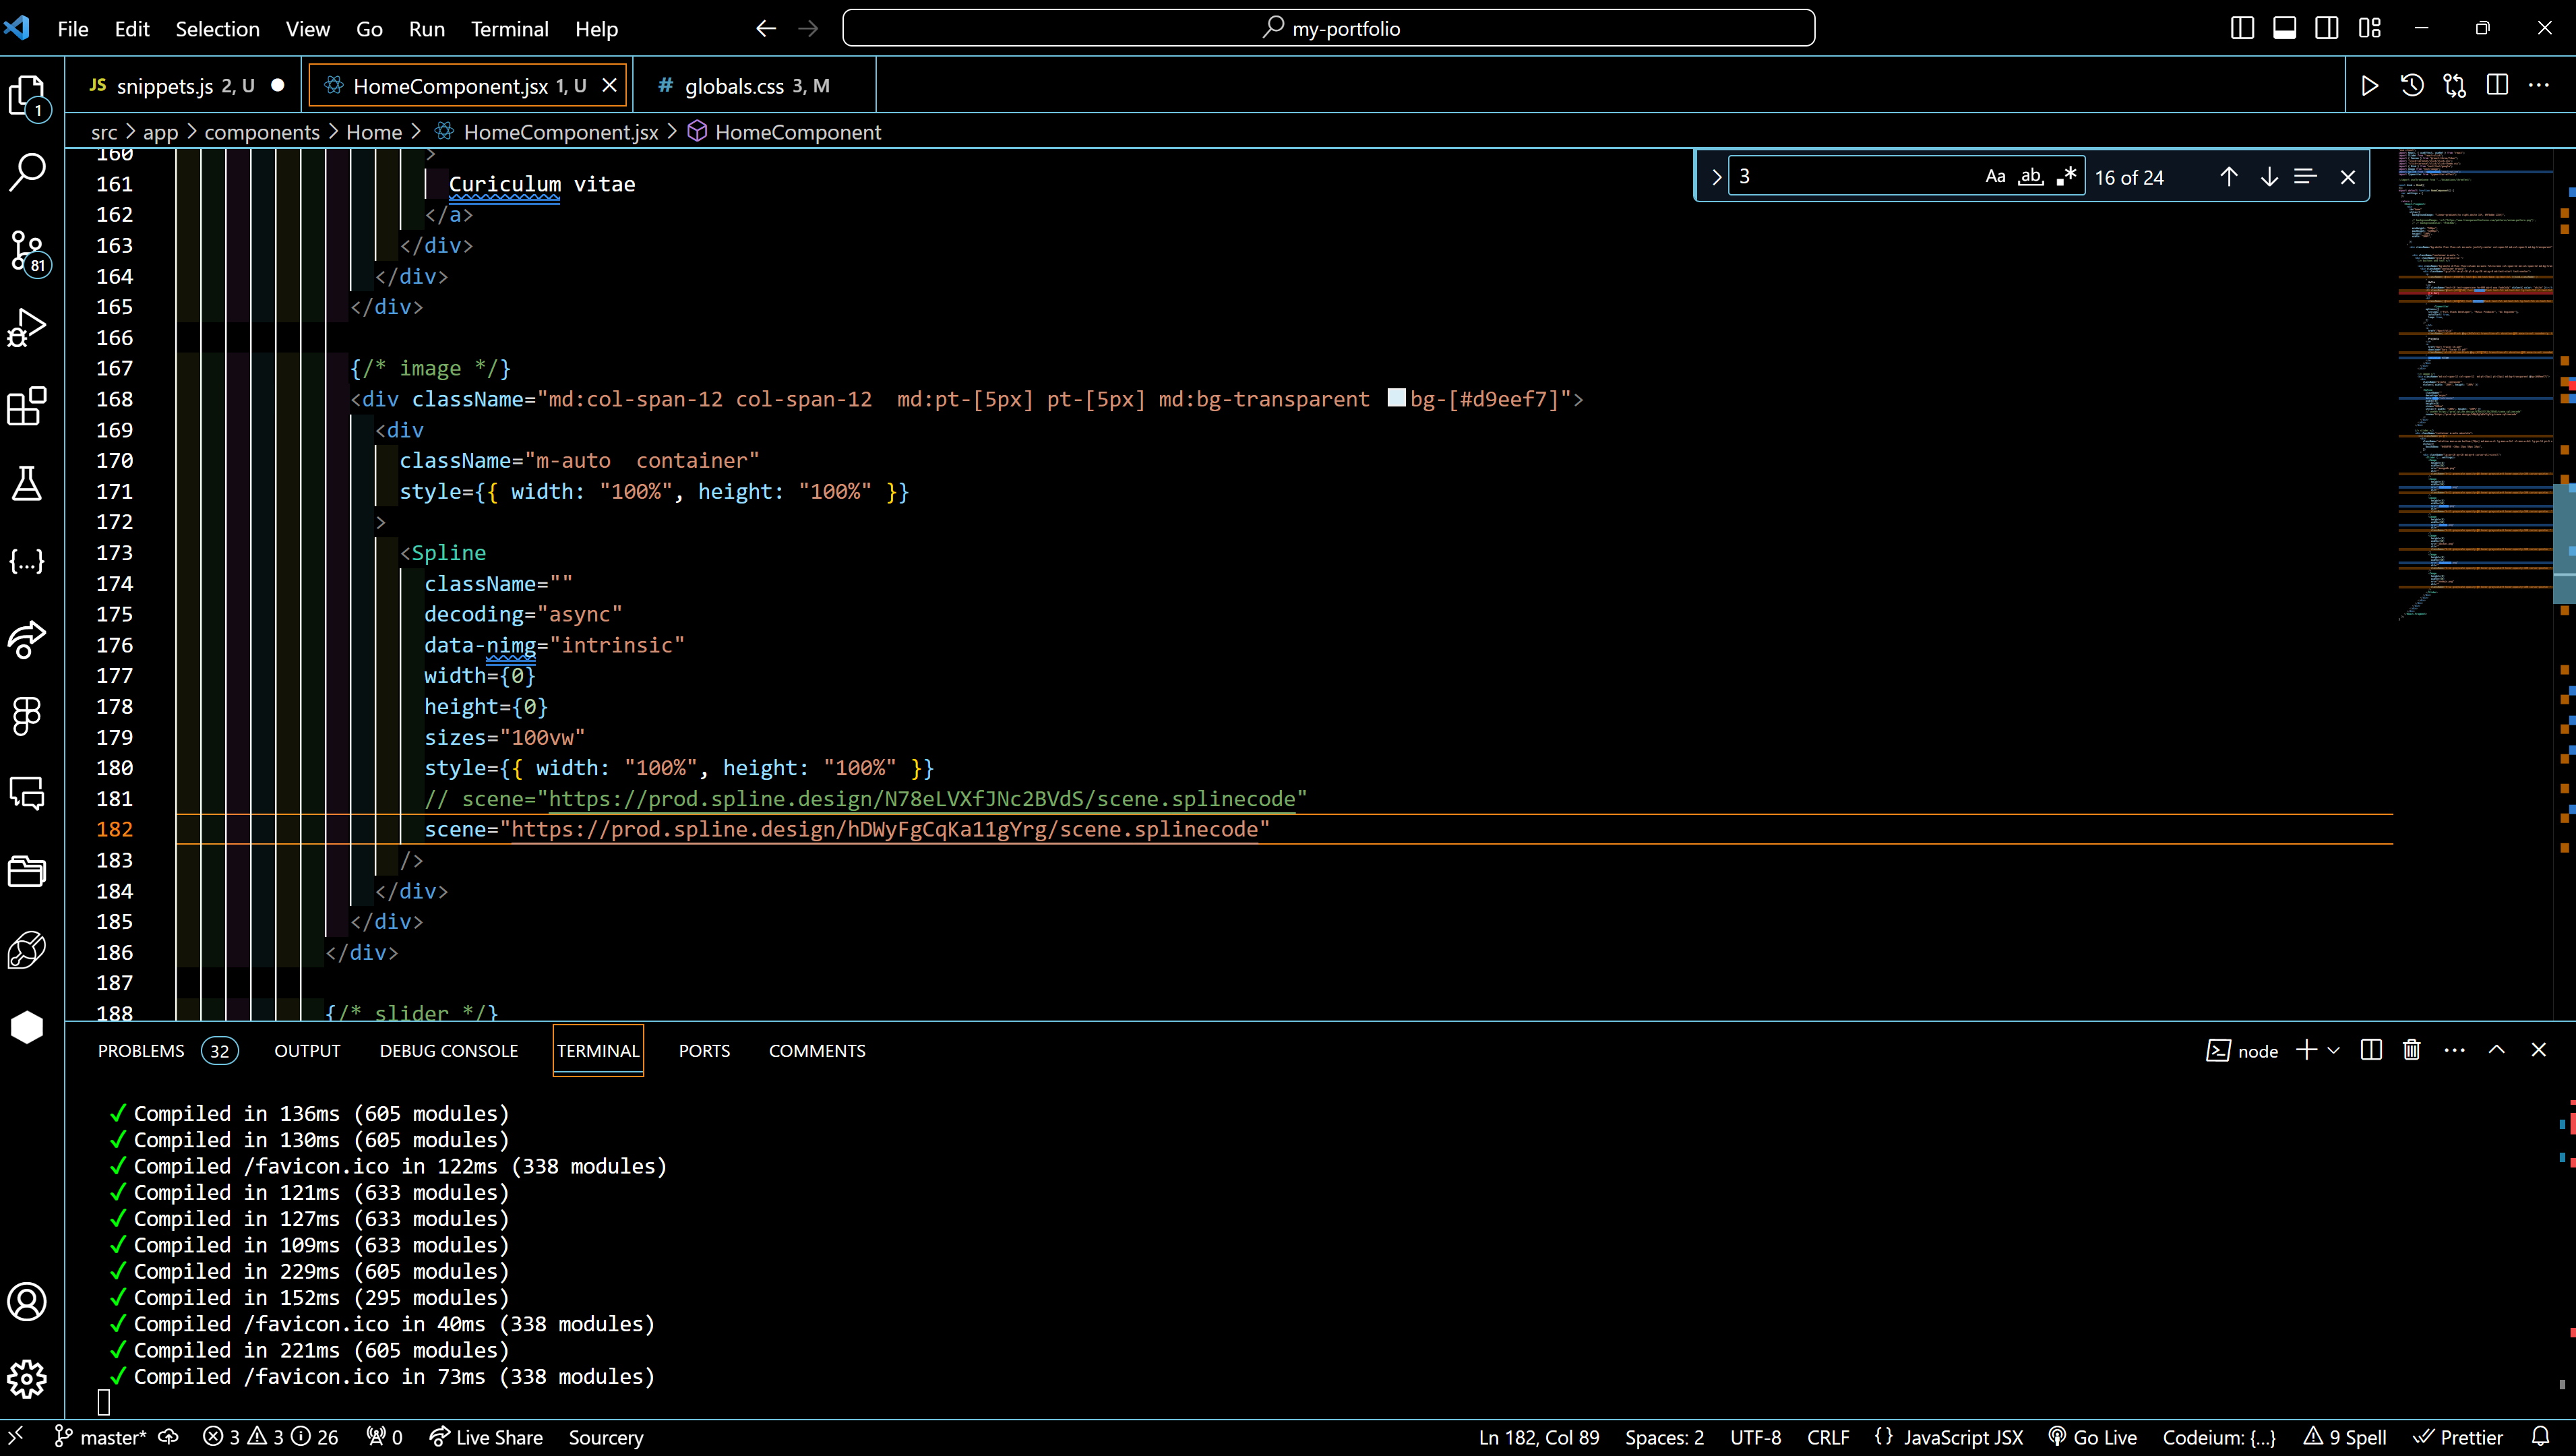 File Edit Selection View Go Run Terminal Help
my-portfolio
JS snippets.js 2, U
HomeComponent.jsx 1, U
# globals.css 3, M
src > app > components > Home > HomeComponent.jsx > HomeComponent
3
Aa ab 16 of 24
1
81
160 >
161 Curiculum vitae
162 </a>
163 </div>
164 </div>
165 </div>
166
167 {/* image */}
168 <div className="md:col-span-12 col-span-12  md:pt-[5px] pt-[5px] md:bg-transparent bg-[#d9eef7]">
169 <div
170 className="m-auto  container"
171 style={{ width: "100%", height: "100%" }}
172 >
173 <Spline
174 className=""
175 decoding="async"
176 data-nimg="intrinsic"
177 width={0}
178 height={0}
179 sizes="100vw"
180 style={{ width: "100%", height: "100%" }}
181 // scene="https://prod.spline.design/N78eLVXfJNc2BVdS/scene.splinecode"
182 scene="https://prod.spline.design/hDWyFgCqKa11gYrg/scene.splinecode"
183 />
184 </div>
185 </div>
186 </div>
187
188 {/* slider */}
PROBLEMS 32 OUTPUT DEBUG CONSOLE TERMINAL PORTS COMMENTS
node
✓ Compiled in 136ms (605 modules)
✓ Compiled in 130ms (605 modules)
✓ Compiled /favicon.ico in 122ms (338 modules)
✓ Compiled in 121ms (633 modules)
✓ Compiled in 127ms (633 modules)
✓ Compiled in 109ms (633 modules)
✓ Compiled in 229ms (605 modules)
✓ Compiled in 152ms (295 modules)
✓ Compiled /favicon.ico in 40ms (338 modules)
✓ Compiled in 221ms (605 modules)
✓ Compiled /favicon.ico in 73ms (338 modules)
master* 3 3 26 0 Live Share Sourcery
Ln 182, Col 89 Spaces: 2 UTF-8 CRLF {} JavaScript JSX Go Live Codeium: {...} 9 Spell Prettier